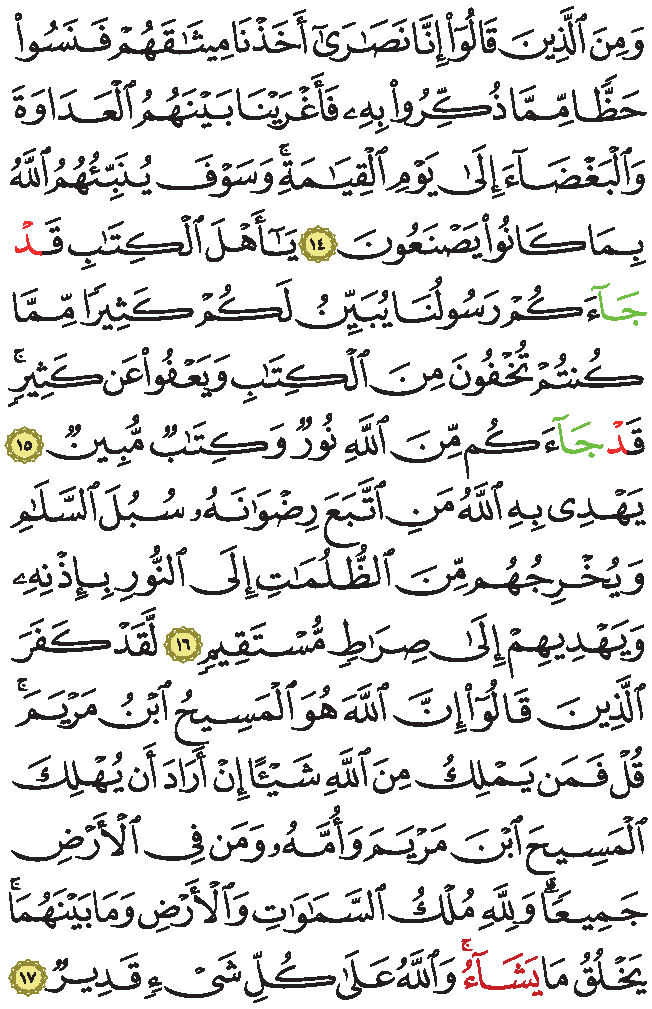 وَمِنَ ٱلَّذِينَ قَالُوٓا۟ إِنَّا نَصَٰرَىٰٓ أَخَذْنَا مِيثَٰقَهُمْ فَنَسُوا۟
حَظًّا مِّمَّا ذُكِّرُوا۟ بِهِۦ فَأَغْرَيْنَا بَيْنَهُمُ ٱلْعَدَاوَةَ
وَٱلْبَغْضَآءَ إِلَىٰ يَوْمِ ٱلْقِيَٰمَةِۚ وَسَوْفَ يُنَبِّئُهُمُ ٱللَّهُ
بِمَا كَانُوا۟ يَصْنَعُونَ ١٤ يَٰٓأَهْلَ ٱلْكِتَٰبِ قَدْ
جَآءَكُمْ رَسُولُنَا يُبَيِّنُ لَكُمْ كَثِيرًا مِّمَّا
كُنتُمْ تُخْفُونَ مِنَ ٱلْكِتَٰبِ وَيَعْفُوا۟ عَن كَثِيرٍۚ
قَدْ جَآءَكُم مِّنَ ٱللَّهِ نُورٌ وَكِتَٰبٌ مُّبِينٌ ١٥
يَهْدِى بِهِ ٱللَّهُ مَنِ ٱتَّبَعَ رِضْوَٰنَهُۥ سُبُلَ ٱلسَّلَٰمِ
وَيُخْرِجُهُم مِّنَ ٱلظُّلُمَٰتِ إِلَى ٱلنُّورِ بِإِذْنِهِۦ
وَيَهْدِيهِمْ إِلَىٰ صِرَٰطٍ مُّسْتَقِيمٍ ١٦ لَّقَدْ كَفَرَ
ٱلَّذِينَ قَالُوٓا۟ إِنَّ ٱللَّهَ هُوَ ٱلْمَسِيحُ ٱبْنُ مَرْيَمَۚ
قُلْ فَمَن يَمْلِكُ مِنَ ٱللَّهِ شَيْـًٔا إِنْ أَرَادَ أَن يُهْلِكَ
ٱلْمَسِيحَ ٱبْنَ مَرْيَمَ وَأُمَّهُۥ وَمَن فِى ٱلْأَرْضِ
جَمِيعًاۗ وَلِلَّهِ مُلْكُ ٱلسَّمَٰوَٰتِ وَٱلْأَرْضِ وَمَا بَيْنَهُمَاۚ
يَخْلُقُ مَا يَشَآءُۚ وَٱللَّهُ عَلَىٰ كُلِّ شَىْءٍ قَدِيرٌ ١٧